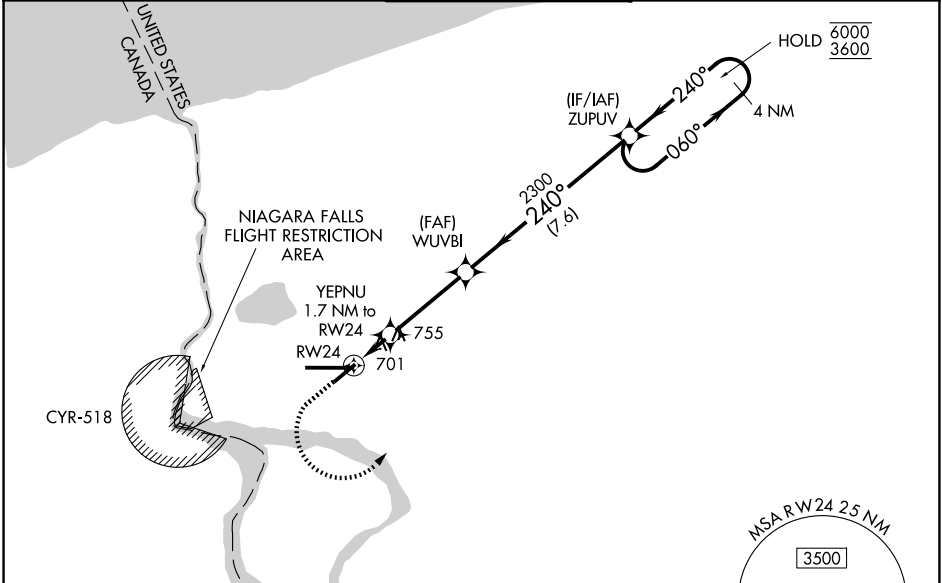 UNITED STATES
CANADA
HOLD
6000
3600
240°
4 NM
(IF/IAF)
ZUPUV
060°
2300
240°
(7.6)
NIAGARA FALLS
FLIGHT RESTRICTION
AREA
(FAF)
WUVBI
YEPNU
1.7 NM to
RW24
755
RW24
701
CYR-518
MSA RW24 25 NM
3500